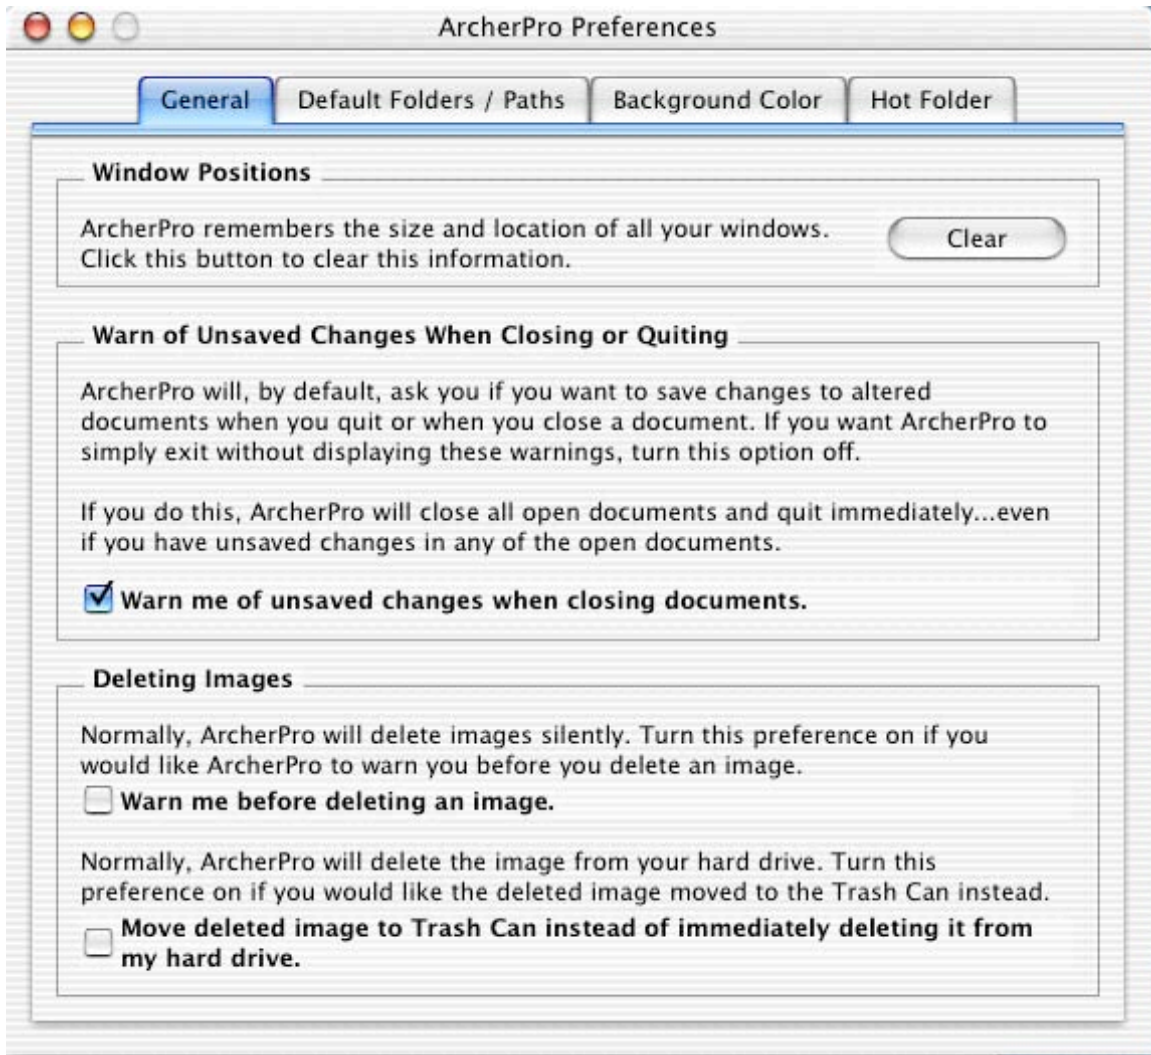 ArcherPro Preferences
General Default Folders / Paths Background Color Hot Folder
Window Positions
ArcherPro remembers the size and location of all your windows.
Click this button to clear this information.
Clear
Warn of Unsaved Changes When Closing or Quiting
ArcherPro will, by default, ask you if you want to save changes to altered
documents when you quit or when you close a document. If you want ArcherPro to
simply exit without displaying these warnings, turn this option off.
If you do this, ArcherPro will close all open documents and quit immediately...even
if you have unsaved changes in any of the open documents.
Warn me of unsaved changes when closing documents.
Deleting Images
Normally, ArcherPro will delete images silently. Turn this preference on if you
would like ArcherPro to warn you before you delete an image.
Warn me before deleting an image.
Normally, ArcherPro will delete the image from your hard drive. Turn this
preference on if you would like the deleted image moved to the Trash Can instead.
Move deleted image to Trash Can instead of immediately deleting it from
my hard drive.